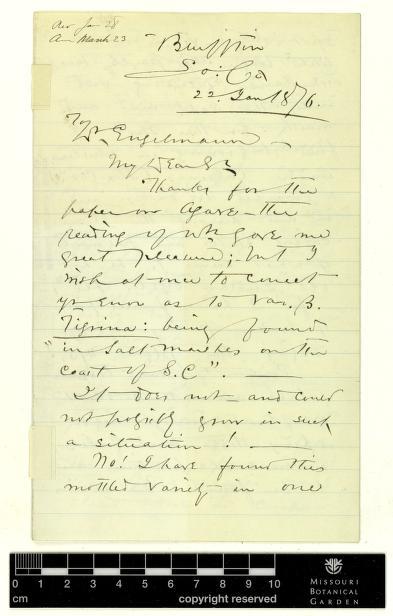 Rec Jan 28
Ans March 23
Bluffton
So: Ca
22 Jan 1876.
To
Dr. Engelmann -
My Dear Sr
Thanks for the
paper on Agave - the
reading of wh gave me
great pleasure; but I
wish at once to correct
yr error as to Var. B.
Tigrina: being found
"in Salt marshes on the
coast of S.C".
It does not - and could
not possibly grow in such
a situation !
No! I have found this
mottled variety in one
0 1 2 3 4 5 6 7 8 9 10
cm
copyright reserved
MISSOURI
BOTANICAL
GARDEN